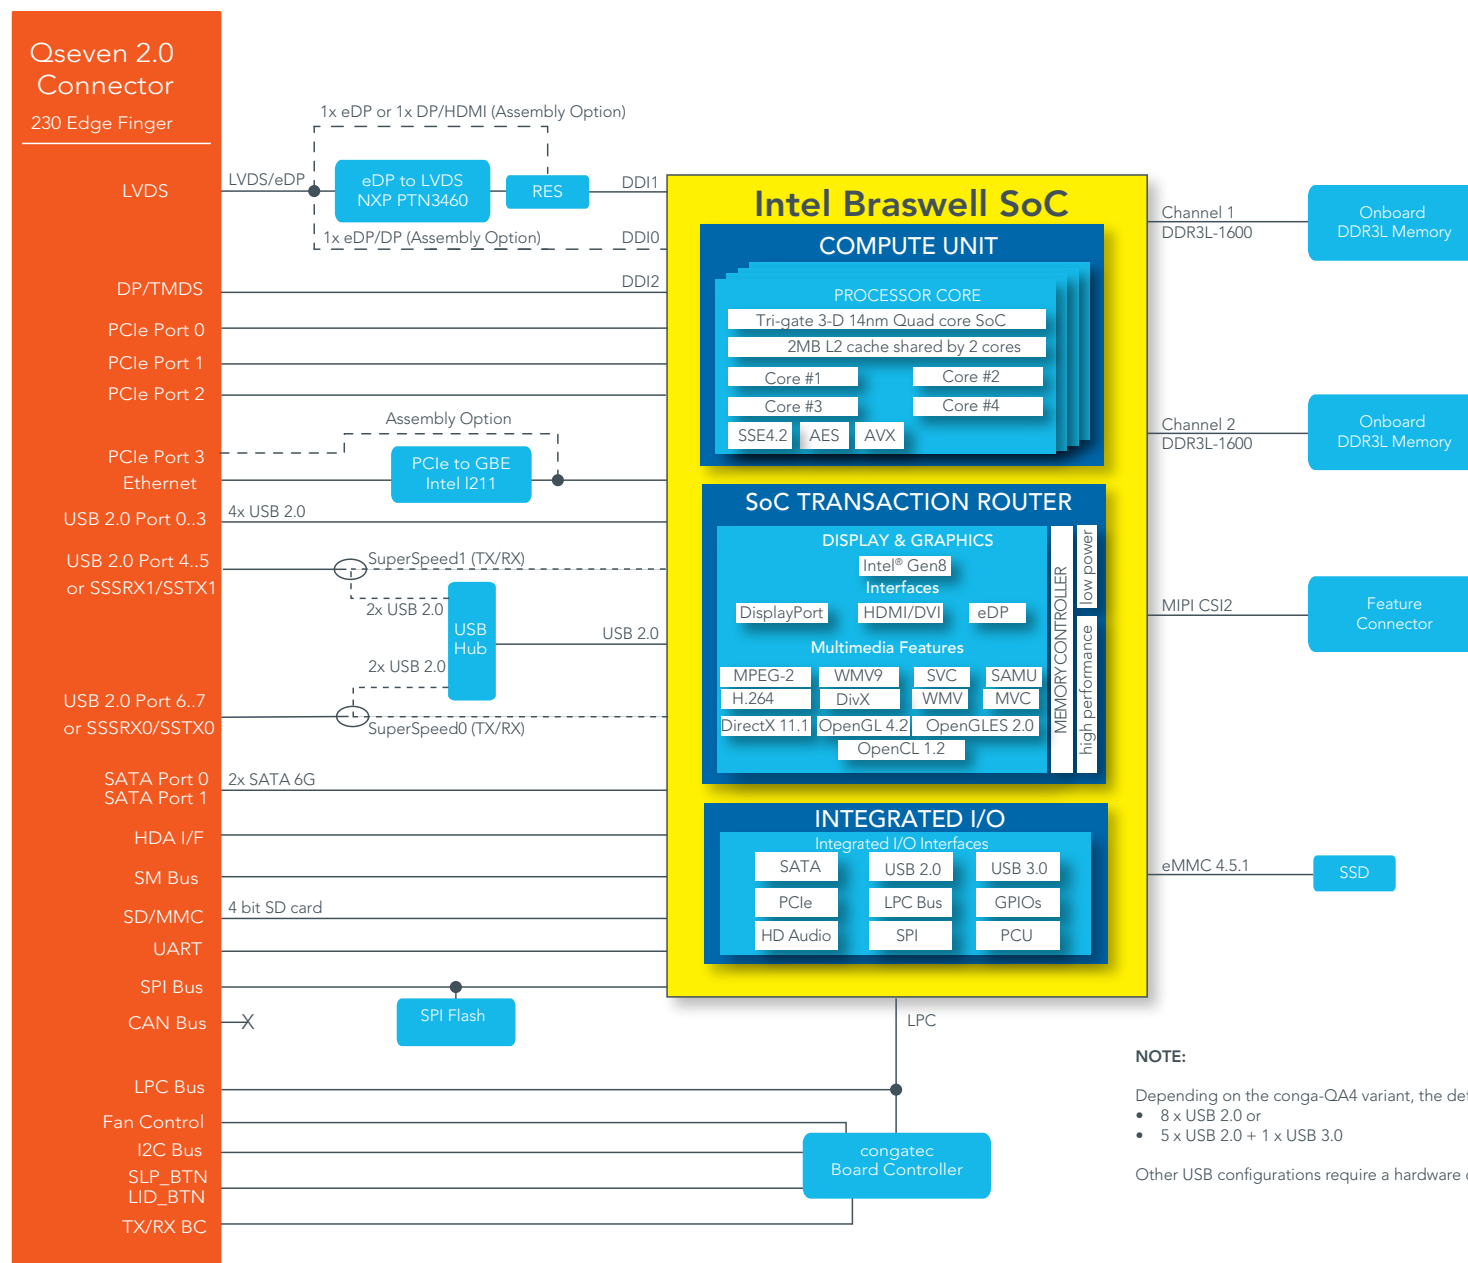 Qseven 2.0
Connector
230 Edge Finger
LVDS
DP/TMDS
PCIe Port 0
PCIe Port 1
PCIe Port 2
PCIe Port 3
Ethernet
USB 2.0 Port 0..3
USB 2.0 Port 4..5
or SSSRX1/SSTX1
USB 2.0 Port 6..7
or SSSRX0/SSTX0
SATA Port 0
SATA Port 1
HDA I/F
SM Bus
SD/MMC
UART
SPI Bus
CAN Bus
LPC Bus
Fan Control
I2C Bus
SLP_BTN
LID_BTN
TX/RX BC
1x eDP or 1x DP/HDMI (Assembly Option)
LVDS/eDP
eDP to LVDS
NXP PTN3460
RES
DDI1
1x eDP/DP (Assembly Option)
DDI0
DDI2
Assembly Option
PCIe to GBE
Intel I211
4x USB 2.0
SuperSpeed1 (TX/RX)
2x USB 2.0
USB
Hub
USB 2.0
2x USB 2.0
SuperSpeed0 (TX/RX)
2x SATA 6G
4 bit SD card
SPI Flash
X
Intel Braswell SoC
COMPUTE UNIT
PROCESSOR CORE
Tri-gate 3-D 14nm Quad core SoC
2MB L2 cache shared by 2 cores
Core #1
Core #2
Core #3
Core #4
SSE4.2
AES
AVX
SoC TRANSACTION ROUTER
DISPLAY & GRAPHICS
Intel® Gen8
Interfaces
DisplayPort
HDMI/DVI
eDP
Multimedia Features
MPEG-2
WMV9
SVC
SAMU
H.264
DivX
WMV
MVC
DirectX 11.1
OpenGL 4.2
OpenGLES 2.0
OpenCL 1.2
MEMORY CONTROLLER
low power
high performance
INTEGRATED I/O
Integrated I/O Interfaces
SATA
USB 2.0
USB 3.0
PCIe
LPC Bus
GPIOs
HD Audio
SPI
PCU
LPC
congatec
Board Controller
Channel 1
DDR3L-1600
Onboard
DDR3L Memory
Channel 2
DDR3L-1600
Onboard
DDR3L Memory
MIPI CSI2
Feature
Connector
eMMC 4.5.1
SSD
NOTE:
Depending on the conga-QA4 variant, the
• 8 x USB 2.0 or
• 5 x USB 2.0 + 1 x USB 3.0
Other USB configurations require a hardware